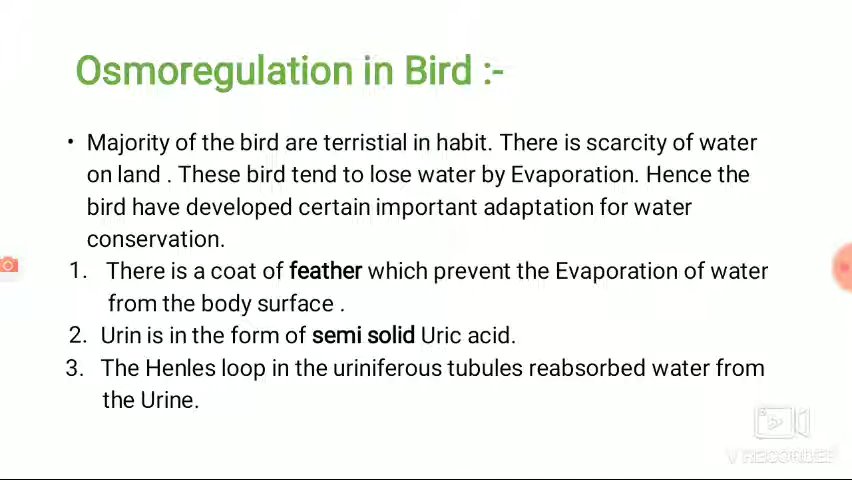 Osmoregulation in Bird :-
• Majority of the bird are terristial in habit. There is scarcity of water
on land . These bird tend to lose water by Evaporation. Hence the
bird have developed certain important adaptation for water
conservation.
1. There is a coat of feather which prevent the Evaporation of water
from the body surface .
2. Urin is in the form of semi solid Uric acid.
3. The Henles loop in the uriniferous tubules reabsorbed water from
the Urine.
V RECORDER